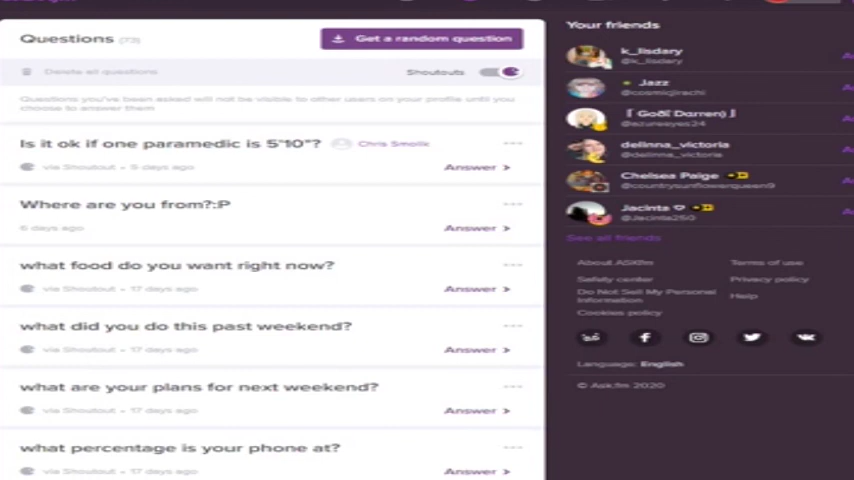 Questions (73)
Get a random question
Delete all questions
Shoutouts
Questions you've been asked will not be visible to other users on your profile until you
choose to answer them
Is it ok if one paramedic is 5'10"? Chris Smolik
via Shoutout • 9 days ago
Answer >
Where are you from?:P
6 days ago
Answer >
what food do you want right now?
via Shoutout • 17 days ago
Answer >
what did you do this past weekend?
via Shoutout • 17 days ago
Answer >
what are your plans for next weekend?
via Shoutout • 17 days ago
Answer >
what percentage is your phone at?
via Shoutout • 17 days ago
Answer >
Your friends
k_lisdary
@k_lisdary
Jazz
@cosmicjirachi
@azureeyes24
delinna_victoria
@delinna_victoria
Chelsea Paige
@countrysunflowerqueen9
Jacinta ♡
@Jacinta250
See all friends
About ASKfm
Terms of use
Safety center
Privacy policy
Do Not Sell My Personal
Information
Help
Cookies policy
Language: English
© Ask.fm 2020